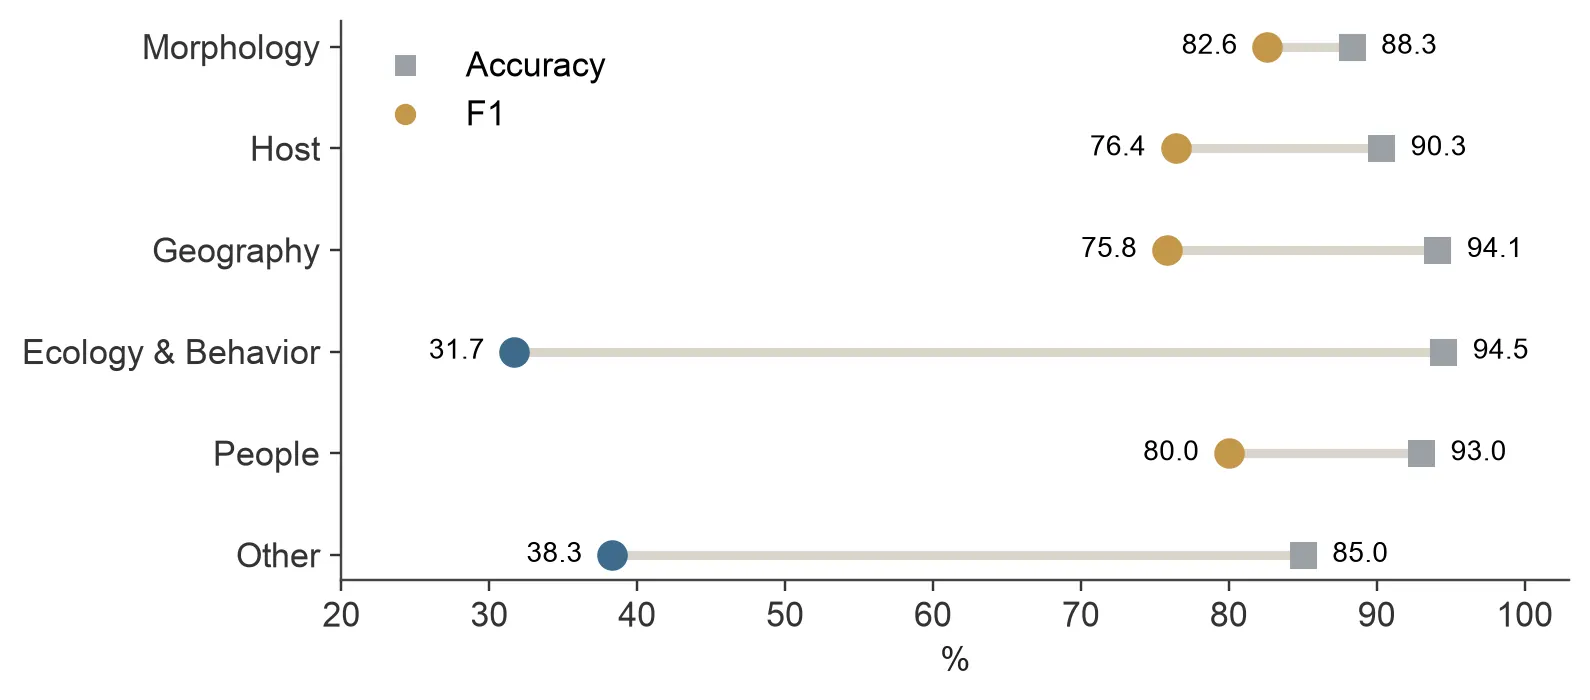 Morphology 82.6 88.3
Accuracy
F1
Host 76.4 90.3
Geography 75.8 94.1
Ecology & Behavior 31.7 94.5
People 80.0 93.0
Other 38.3 85.0
20 30 40 50 60 70 80 90 100
%